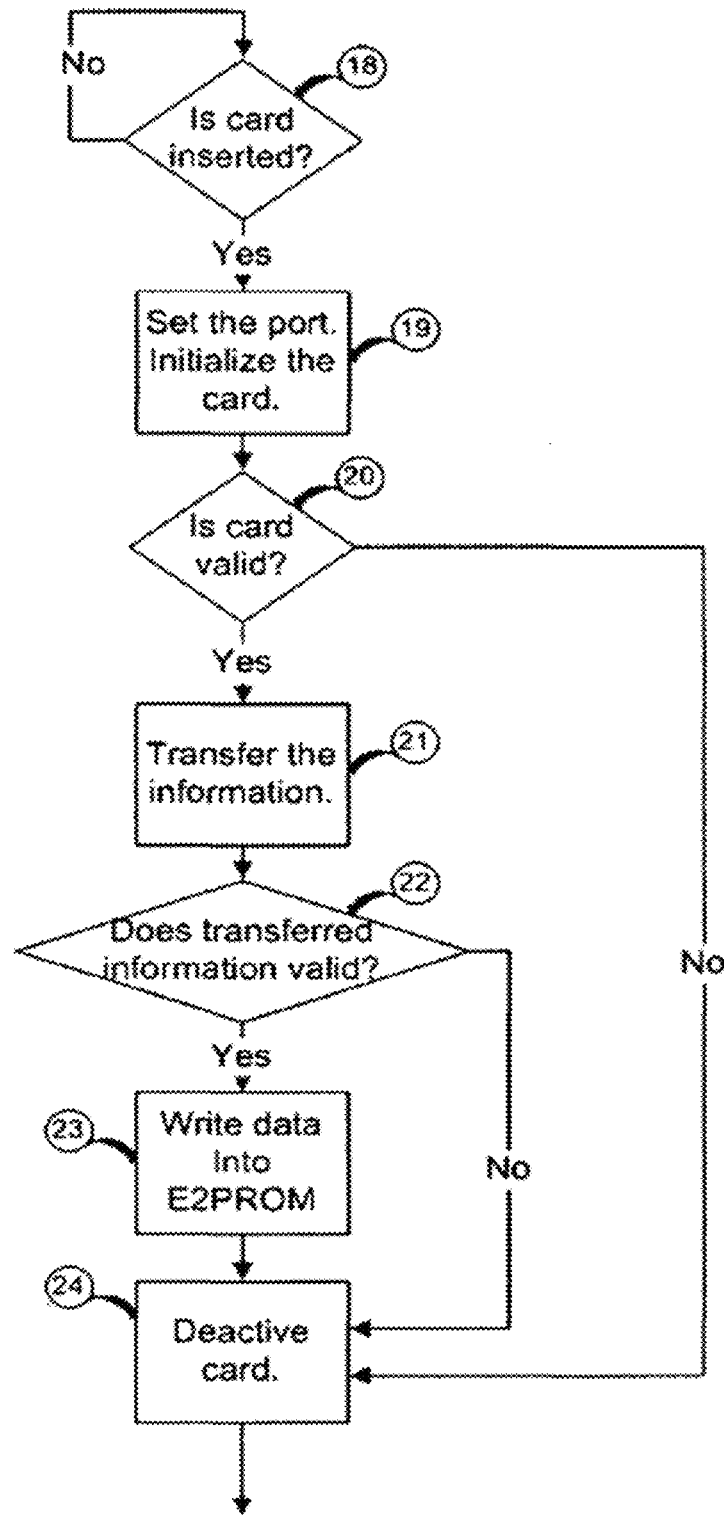 No
18
Is card
inserted?
Yes
Set the port.
Initialize the
card.
19
20
Is card
valid?
Yes
Transfer the
information.
21
22
Does transferred
information valid?
No
Yes
23
Write data
Into
E2PROM
No
24
Deactive
card.